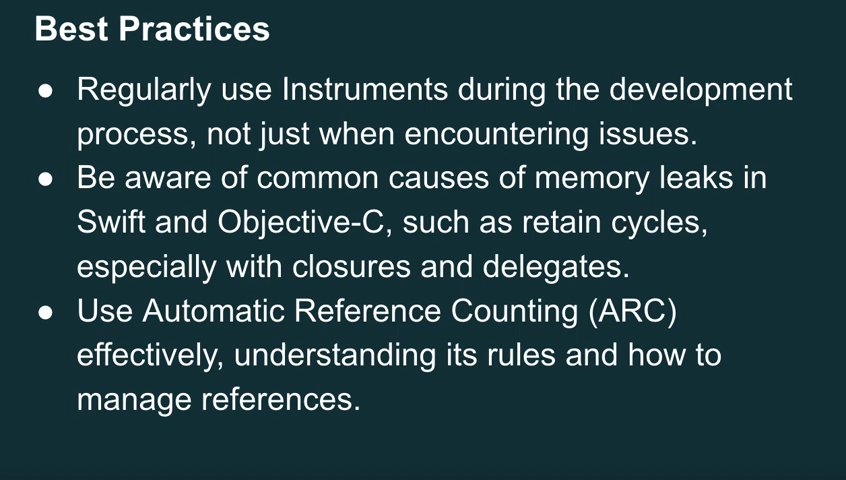 Best Practices
● Regularly use Instruments during the development
process, not just when encountering issues.
● Be aware of common causes of memory leaks in
Swift and Objective-C, such as retain cycles,
especially with closures and delegates.
● Use Automatic Reference Counting (ARC)
effectively, understanding its rules and how to
manage references.